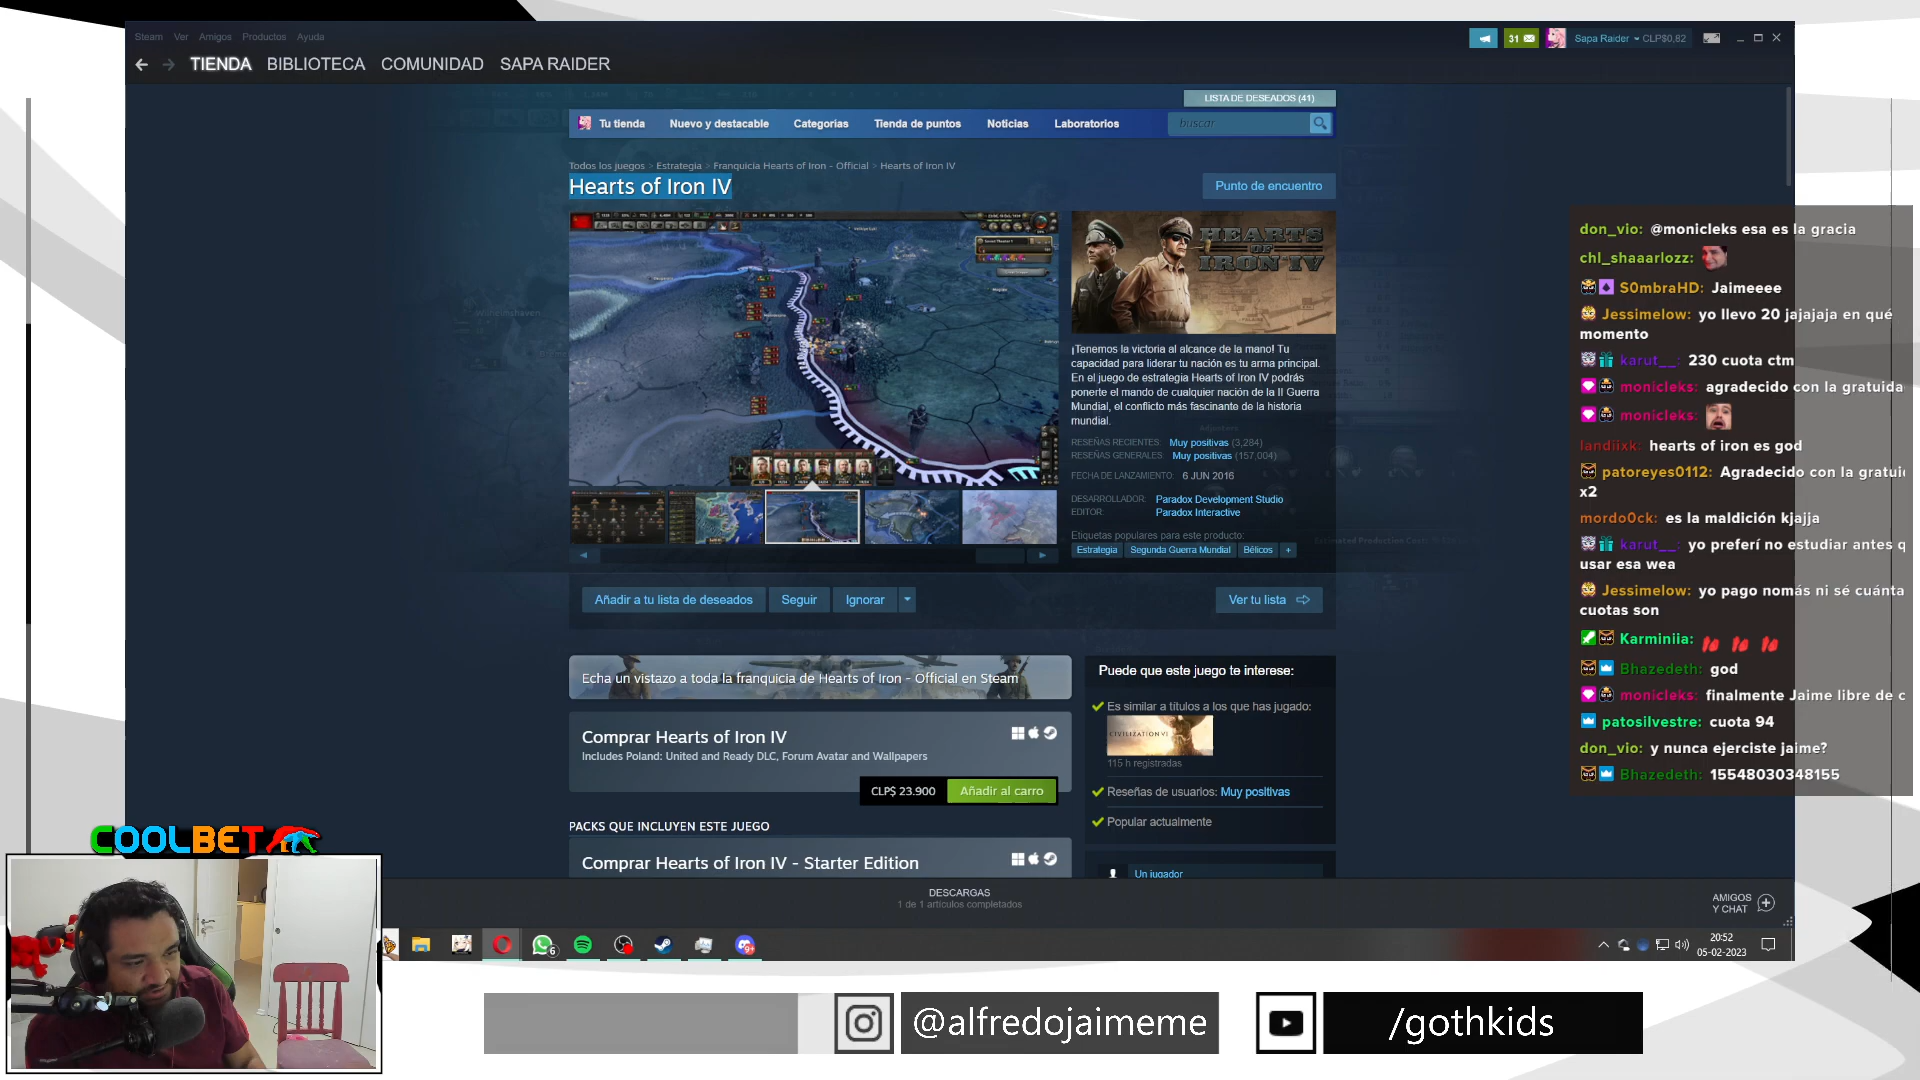 Steam Ver Amigos Productos Ayuda
31 Sapa Raider CLP$0,82
TIENDA BIBLIOTECA COMUNIDAD SAPA RAIDER
LISTA DE DESEADOS (41)
Tu tienda Nuevo y destacable Categorías Tienda de puntos Noticias Laboratorios buscar
Todos los juegos > Estrategia > Franquicia Hearts of Iron - Official > Hearts of Iron IV
Hearts of Iron IV
Punto de encuentro
HEARTS
OF
IRON IV
¡Tenemos la victoria al alcance de la mano! Tu
capacidad para liderar tu nación es tu arma principal.
En el juego de estrategia Hearts of Iron IV podrás
ponerte el mando de cualquier nación de la II Guerra
Mundial, el conflicto más fascinante de la historia
mundial.
RESEÑAS RECIENTES: Muy positivas (3,284)
RESEÑAS GENERALES: Muy positivas (157,004)
FECHA DE LANZAMIENTO: 6 JUN 2016
DESARROLLADOR: Paradox Development Studio
EDITOR: Paradox Interactive
Etiquetas populares para este producto:
Estrategia Segunda Guerra Mundial Bélicos +
Añadir a tu lista de deseados Seguir Ignorar
Ver tu lista
Echa un vistazo a toda la franquicia de Hearts of Iron - Official en Steam
Comprar Hearts of Iron IV
Includes Poland: United and Ready DLC, Forum Avatar and Wallpapers
CLP$ 23.900 Añadir al carro
PACKS QUE INCLUYEN ESTE JUEGO
Comprar Hearts of Iron IV - Starter Edition
Puede que este juego te interese:
Es similar a títulos a los que has jugado:
CIVILIZATION VI
115 h registradas
Reseñas de usuarios: Muy positivas
Popular actualmente
Un jugador
DESCARGAS
1 de 1 artículos completados
AMIGOS
Y CHAT
20:52
05-02-2023
don_vio: @monicleks esa es la gracia
chl_shaaarlozz:
S0mbraHD: Jaimeeee
Jessimelow: yo llevo 20 jajajaja en qué
momento
karut__: 230 cuota ctm
monicleks: agradecido con la gratuida
monicleks:
landiixk: hearts of iron es god
patoreyes0112: Agradecido con la gratui
x2
mordo0ck: es la maldición kjajja
karut__: yo preferí no estudiar antes q
usar esa wea
Jessimelow: yo pago nomás ni sé cuánta
cuotas son
Karminiia:
Bhazedeth: god
monicleks: finalmente Jaime libre de c
patosilvestre: cuota 94
don_vio: y nunca ejerciste jaime?
Bhazedeth: 15548030348155
COOLBET
@alfredojaimeme
/gothkids